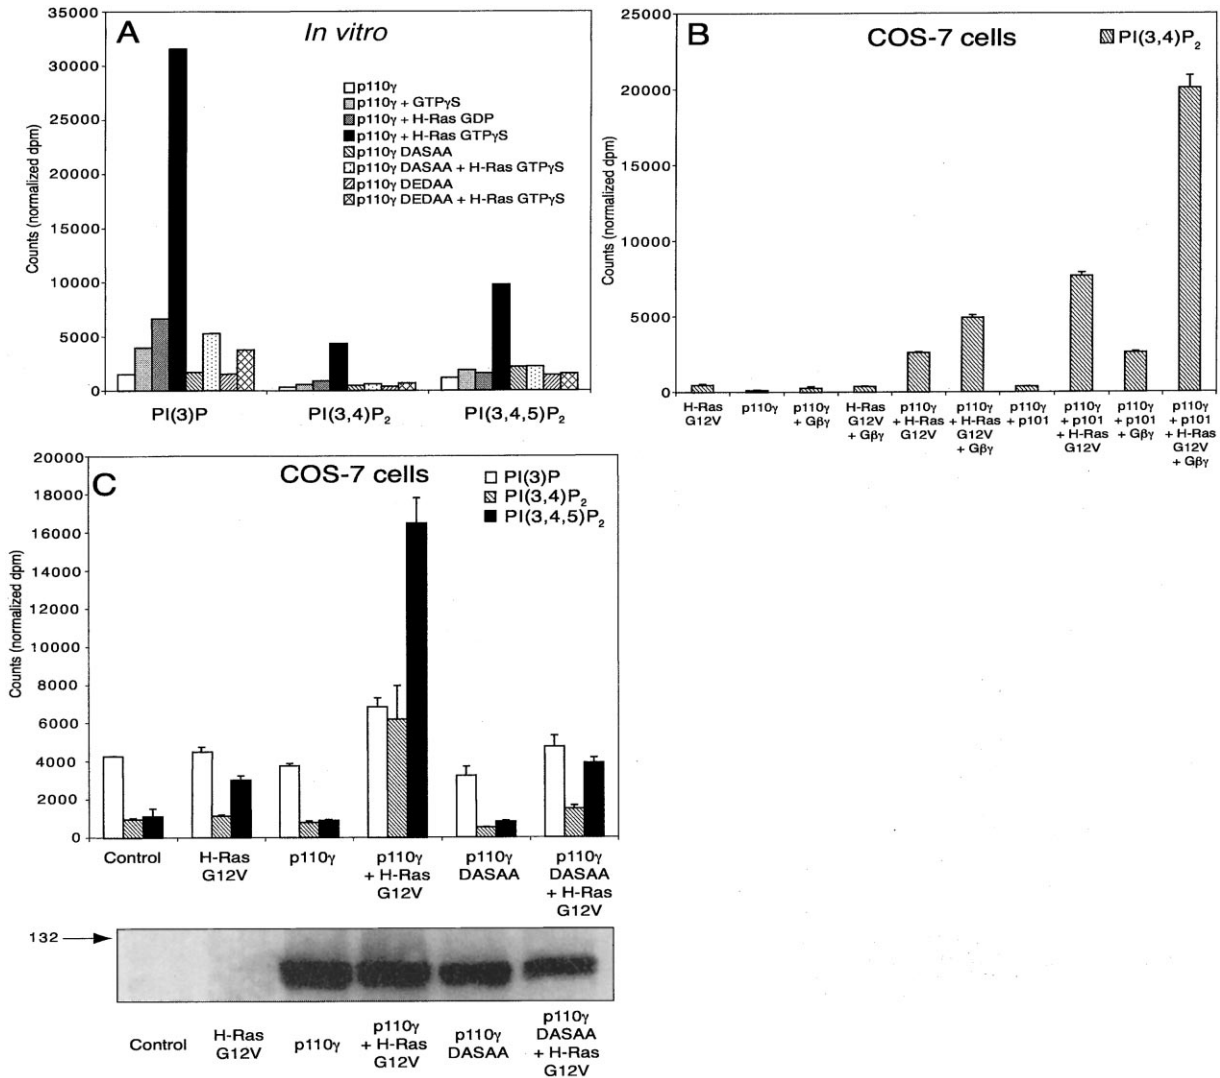 A
In vitro
Counts (normalized dpm)
35000
30000
25000
20000
15000
10000
5000
0
p110γ
p110γ + GTPγS
p110γ + H-Ras GDP
p110γ + H-Ras GTPγS
p110γ DASAA
p110γ DASAA + H-Ras GTPγS
p110γ DEDAA
p110γ DEDAA + H-Ras GTPγS
PI(3)P
PI(3,4)P2
PI(3,4,5)P2
B
COS-7 cells
PI(3,4)P2
Counts (normalized dpm)
25000
20000
15000
10000
5000
0
H-Ras
G12V
p110γ
p110γ
+ Gβγ
H-Ras
G12V
+ Gβγ
p110γ
+ H-Ras
G12V
p110γ
+ H-Ras
G12V
+ Gβγ
p110γ
+ p101
p110γ
+ p101
+ H-Ras
G12V
p110γ
+ p101
+ Gβγ
p110γ
+ p101
+ H-Ras
G12V
+ Gβγ
C
COS-7 cells
PI(3)P
PI(3,4)P2
PI(3,4,5)P2
Counts (normalized dpm)
20000
18000
16000
14000
12000
10000
8000
6000
4000
2000
0
Control
H-Ras
G12V
p110γ
p110γ
+ H-Ras
G12V
p110γ
DASAA
p110γ
DASAA
+ H-Ras
G12V
132
Control
H-Ras
G12V
p110γ
p110γ
+ H-Ras
G12V
p110γ
DASAA
p110γ
DASAA
+ H-Ras
G12V